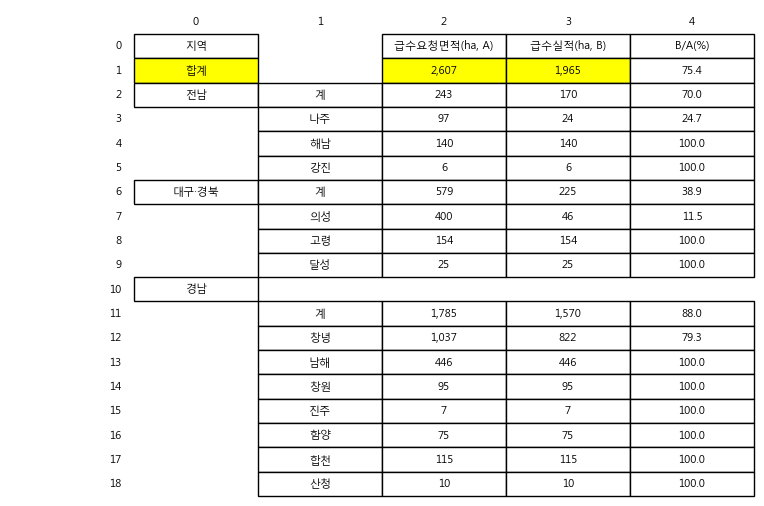 0 1 2 3 4
0 지역 급수요청면적(ha, A) 급수실적(ha, B) B/A(%)
1 합계 2,607 1,965 75.4
2 전남 계 243 170 70.0
3 나주 97 24 24.7
4 해남 140 140 100.0
5 강진 6 6 100.0
6 대구·경북 계 579 225 38.9
7 의성 400 46 11.5
8 고령 154 154 100.0
9 달성 25 25 100.0
10 경남
11 계 1,785 1,570 88.0
12 창녕 1,037 822 79.3
13 남해 446 446 100.0
14 창원 95 95 100.0
15 진주 7 7 100.0
16 함양 75 75 100.0
17 합천 115 115 100.0
18 산청 10 10 100.0